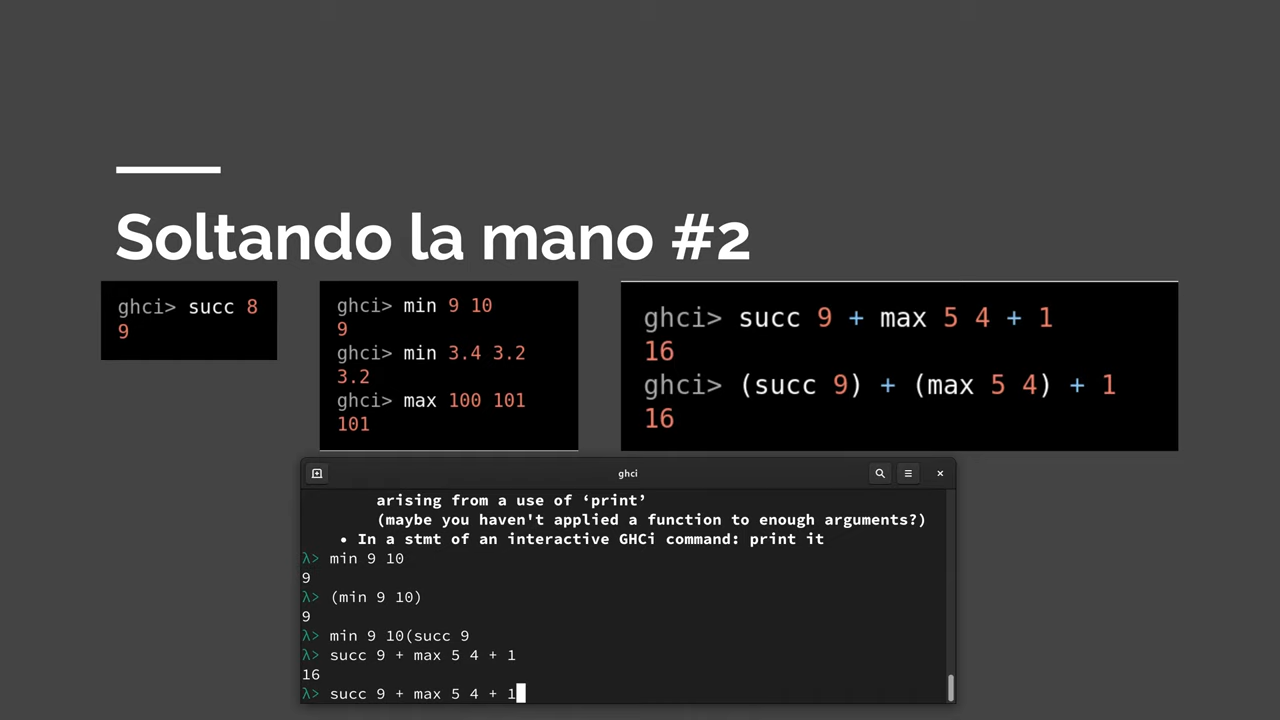 Soltando la mano #2
ghci> succ 8
9
ghci> min 9 10
9
ghci> min 3.4 3.2
3.2
ghci> max 100 101
101
ghci> succ 9 + max 5 4 + 1
16
ghci> (succ 9) + (max 5 4) + 1
16
ghci
arising from a use of ‘print’
(maybe you haven't applied a function to enough arguments?)
• In a stmt of an interactive GHCi command: print it
λ> min 9 10
9
λ> (min 9 10)
9
λ> min 9 10(succ 9
λ> succ 9 + max 5 4 + 1
16
λ> succ 9 + max 5 4 + 1